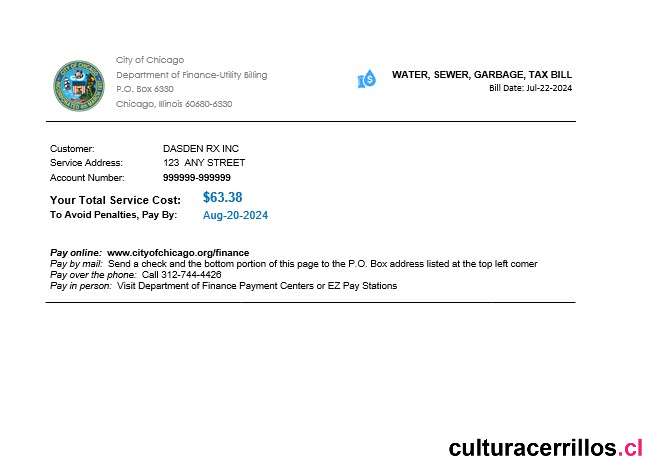 City of Chicago
Department of Finance-Utility Billing
P.O. Box 6330
Chicago, Illinois 60680-6330
WATER, SEWER, GARBAGE, TAX BILL
Bill Date: Jul-22-2024
Customer: DASDEN RX INC
Service Address: 123 ANY STREET
Account Number: 999999-999999
Your Total Service Cost: $63.38
To Avoid Penalties, Pay By: Aug-20-2024
Pay online: www.cityofchicago.org/finance
Pay by mail: Send a check and the bottom portion of this page to the P.O. Box address listed at the top left corner
Pay over the phone: Call 312-744-4426
Pay in person: Visit Department of Finance Payment Centers or EZ Pay Stations
culturacerrillos.cl